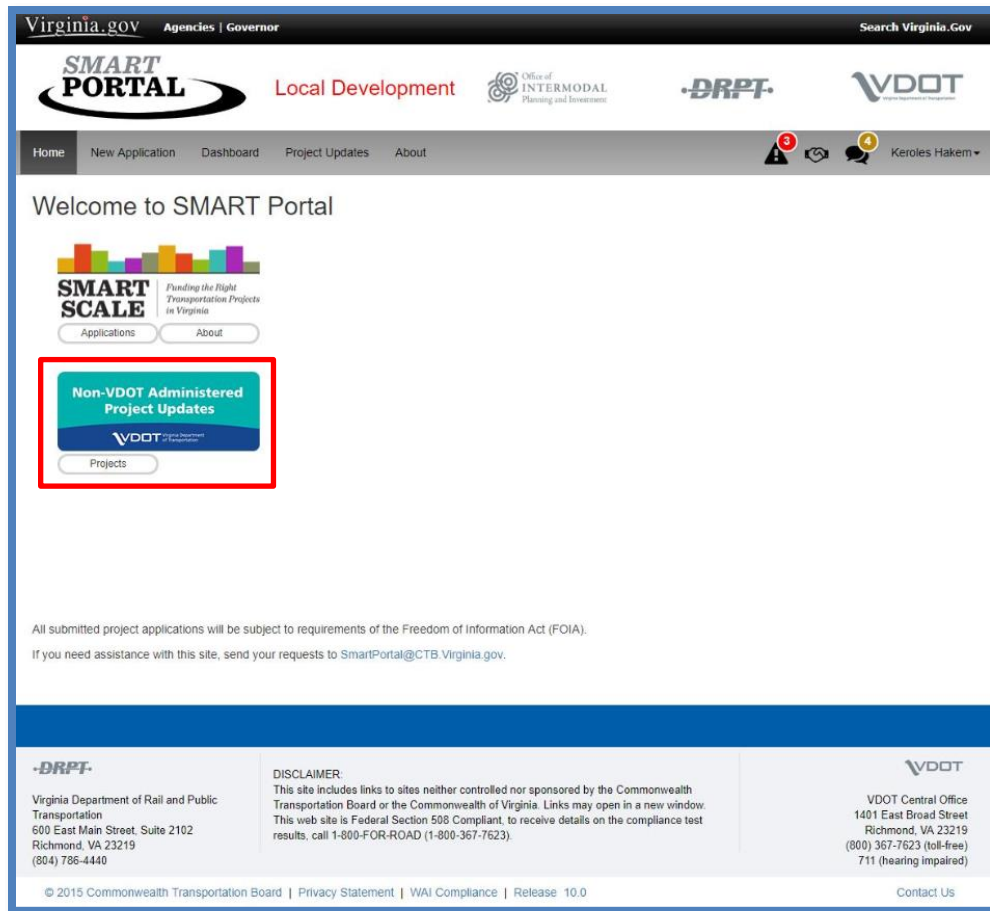 Virginia.gov Agencies | Governor Search Virginia.Gov
SMART
PORTAL
Local Development
Office of
INTERMODAL
Planning and Investment
DRPT
VDOT
Virginia Department of Transportation
Home New Application Dashboard Project Updates About 3 4 Keroles Hakem
Welcome to SMART Portal
SMART
SCALE
Funding the Right
Transportation Projects
in Virginia
Applications About
Non-VDOT Administered
Project Updates
VDOT Virginia Department
of Transportation
Projects
All submitted project applications will be subject to requirements of the Freedom of Information Act (FOIA).
If you need assistance with this site, send your requests to SmartPortal@CTB.Virginia.gov.
DRPT
Virginia Department of Rail and Public
Transportation
600 East Main Street, Suite 2102
Richmond, VA 23219
(804) 786-4440
DISCLAIMER:
This site includes links to sites neither controlled nor sponsored by the Commonwealth
Transportation Board or the Commonwealth of Virginia. Links may open in a new window.
This web site is Federal Section 508 Compliant, to receive details on the compliance test
results, call 1-800-FOR-ROAD (1-800-367-7623).
VDOT
VDOT Central Office
1401 East Broad Street
Richmond, VA 23219
(800) 367-7623 (toll-free)
711 (hearing impaired)
© 2015 Commonwealth Transportation Board | Privacy Statement | WAI Compliance | Release 10.0 Contact Us